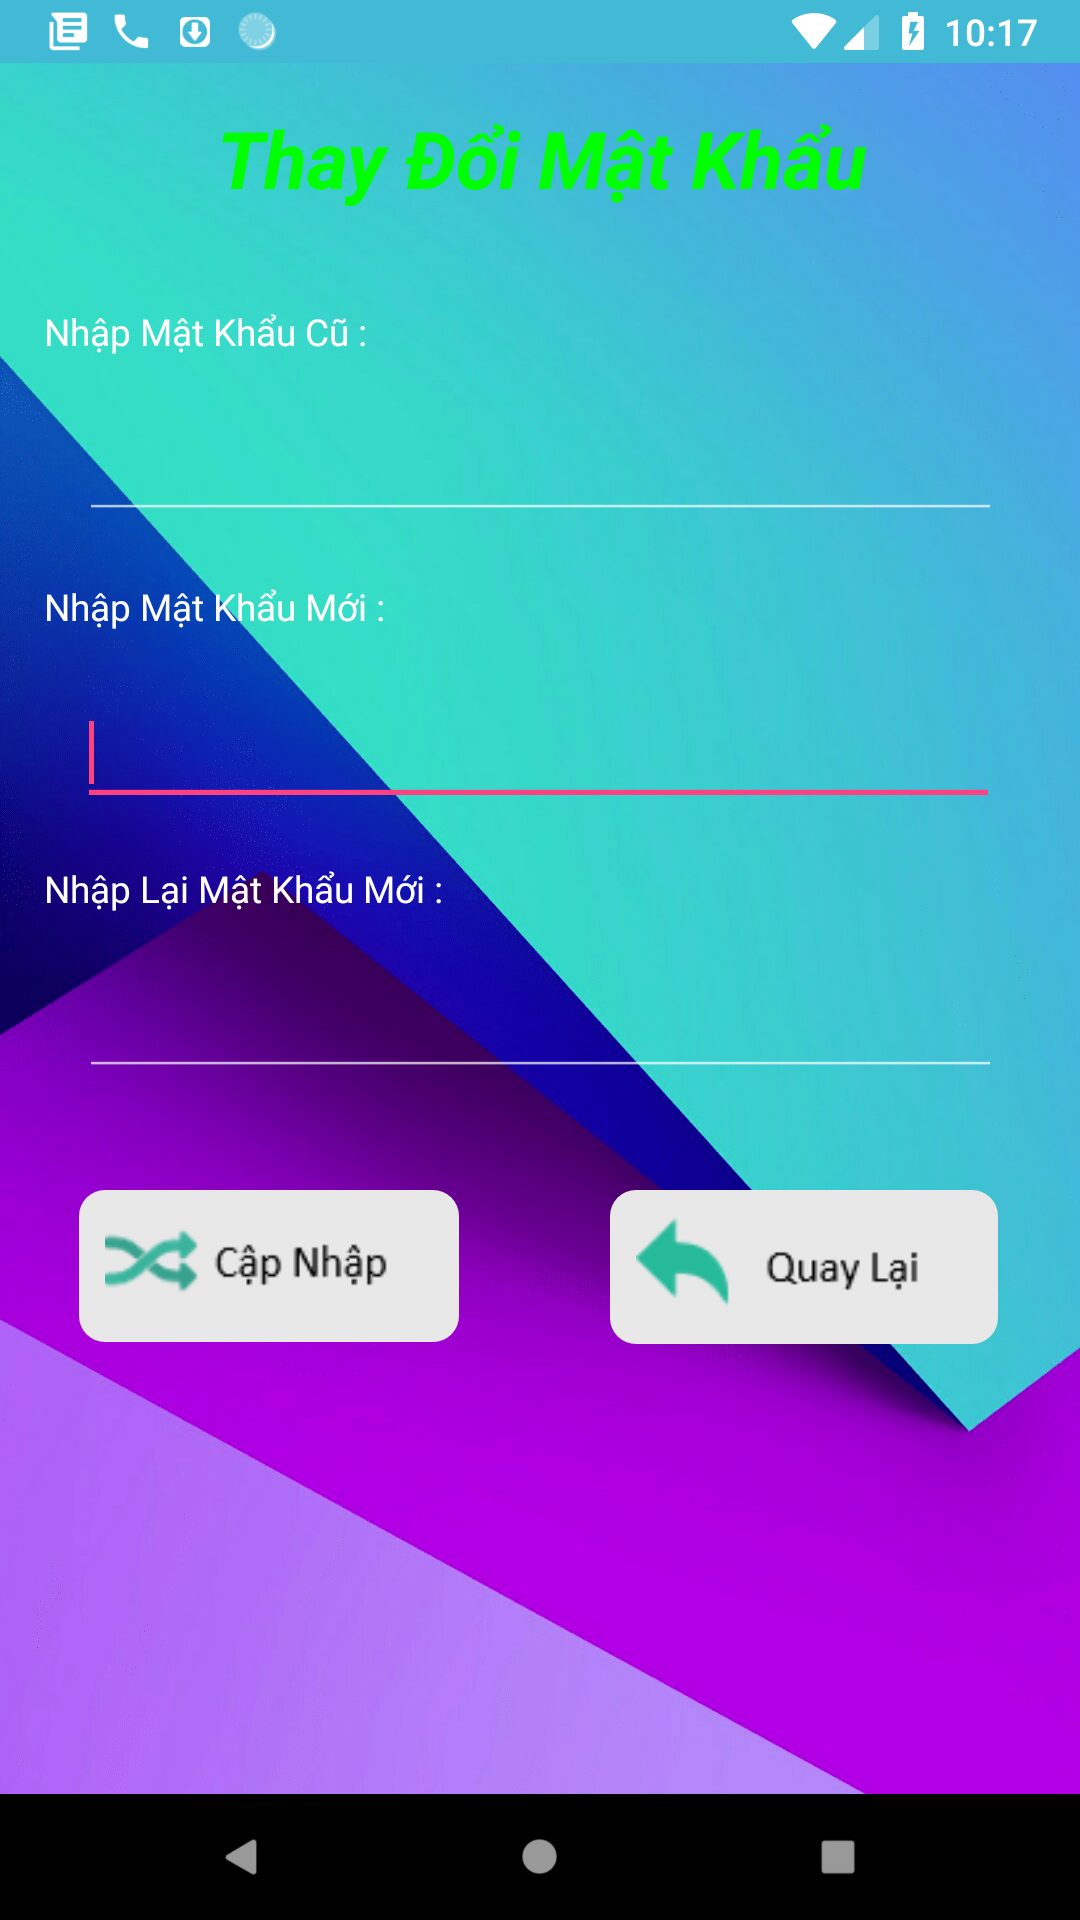 10:17
Thay Đổi Mật Khẩu
Nhập Mật Khẩu Cũ :
Nhập Mật Khẩu Mới :
Nhập Lại Mật Khẩu Mới :
Cập Nhập
Quay Lại